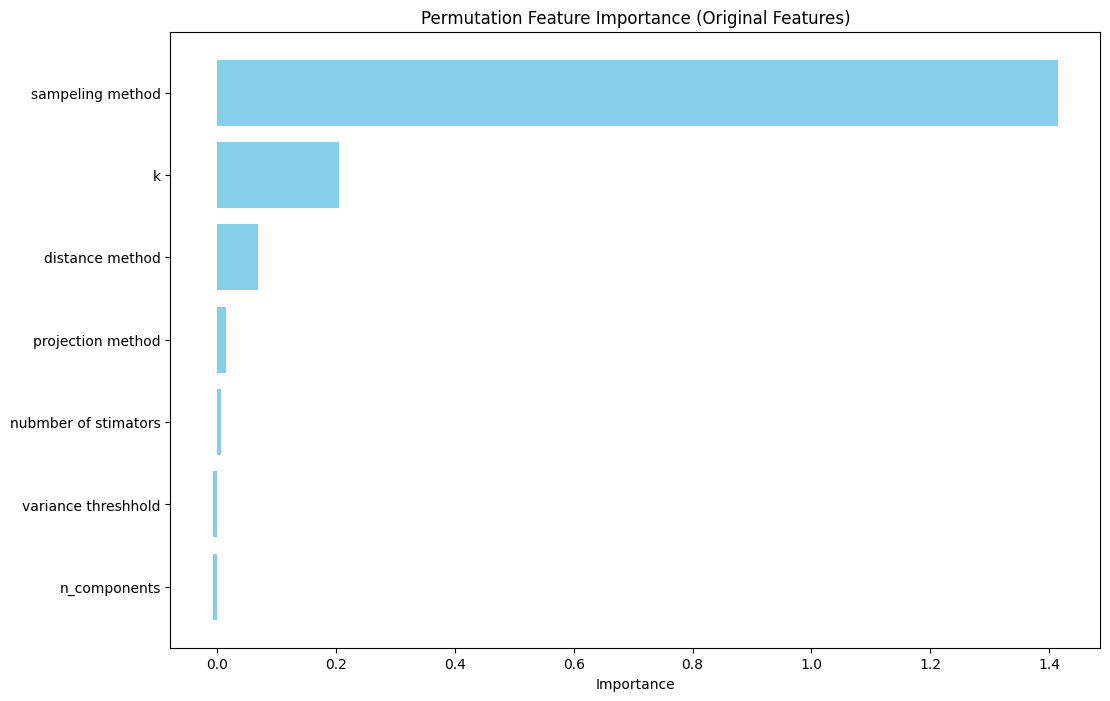 Permutation Feature Importance (Original Features)
sampeling method
k
distance method
projection method
nubmber of stimators
variance threshhold
n_components
0.0 0.2 0.4 0.6 0.8 1.0 1.2 1.4
Importance